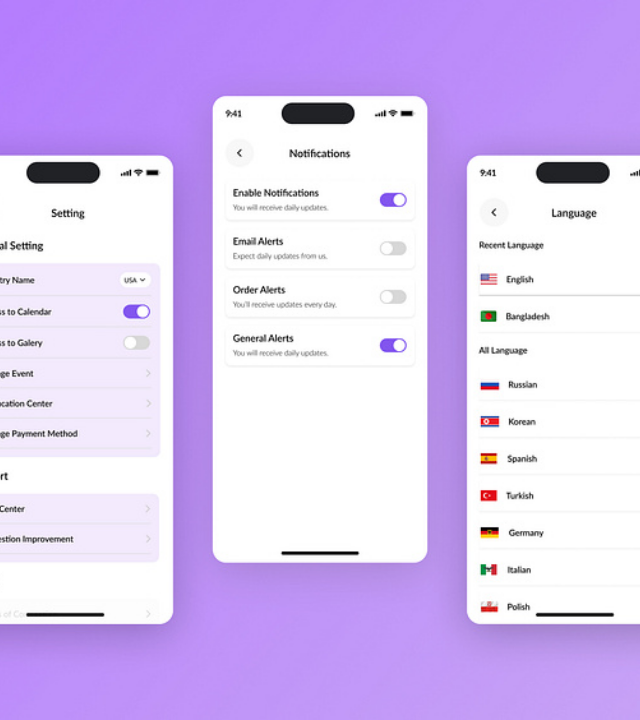 Setting
al Setting
try Name
USA
ss to Calendar
ss to Galery
ge Event
cation Center
ge Payment Method
rt
Center
estion Improvement
9:41
Notifications
Enable Notifications
You will receive daily updates.
Email Alerts
Expect daily updates from us.
Order Alerts
You'll receive updates every day.
General Alerts
You will receive daily updates.
9:41
Language
Recent Language
English
Bangladesh
All Language
Russian
Korean
Spanish
Turkish
Germany
Italian
Polish